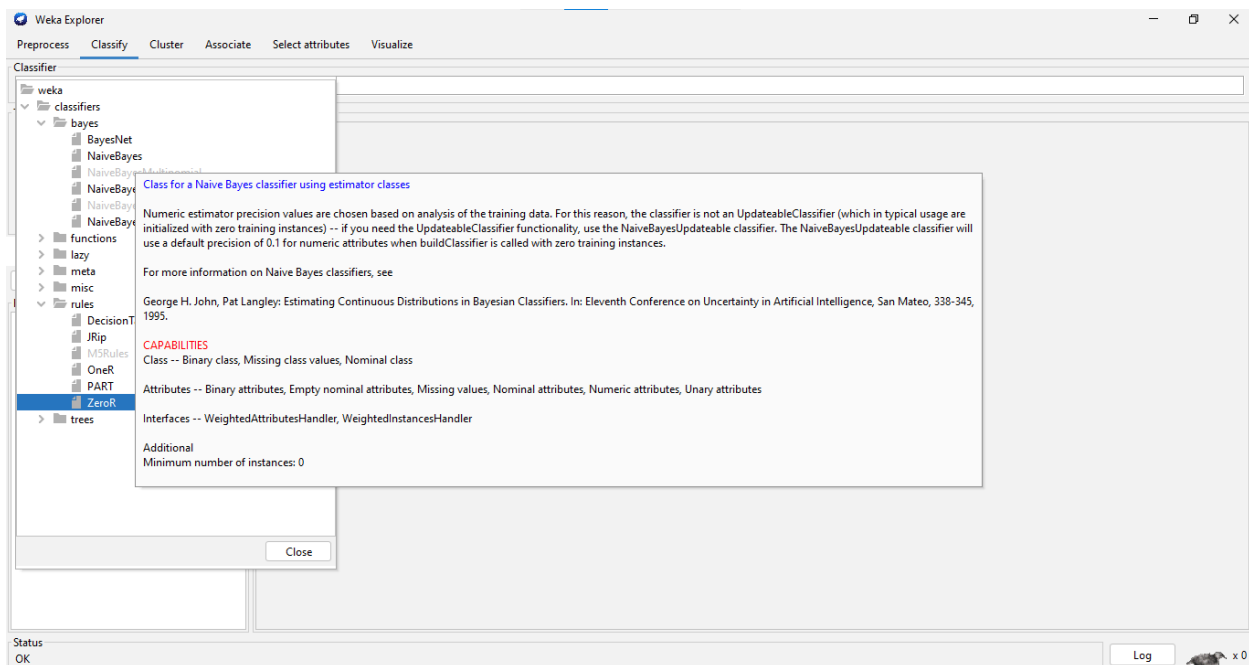 Weka Explorer
Preprocess Classify Cluster Associate Select attributes Visualize
Classifier
weka
classifiers
bayes
BayesNet
NaiveBayes
NaiveBayesMultinomial
NaiveBaye
NaiveBaye
NaiveBaye
functions
lazy
meta
misc
rules
DecisionT
JRip
M5Rules
OneR
PART
ZeroR
trees
Class for a Naive Bayes classifier using estimator classes
Numeric estimator precision values are chosen based on analysis of the training data. For this reason, the classifier is not an UpdateableClassifier (which in typical usage are
initialized with zero training instances) -- if you need the UpdateableClassifier functionality, use the NaiveBayesUpdateable classifier. The NaiveBayesUpdateable classifier will
use a default precision of 0.1 for numeric attributes when buildClassifier is called with zero training instances.
For more information on Naive Bayes classifiers, see
George H. John, Pat Langley: Estimating Continuous Distributions in Bayesian Classifiers. In: Eleventh Conference on Uncertainty in Artificial Intelligence, San Mateo, 338-345,
1995.
CAPABILITIES
Class -- Binary class, Missing class values, Nominal class
Attributes -- Binary attributes, Empty nominal attributes, Missing values, Nominal attributes, Numeric attributes, Unary attributes
Interfaces -- WeightedAttributesHandler, WeightedInstancesHandler
Additional
Minimum number of instances: 0
Close
Status
OK
Log
x 0